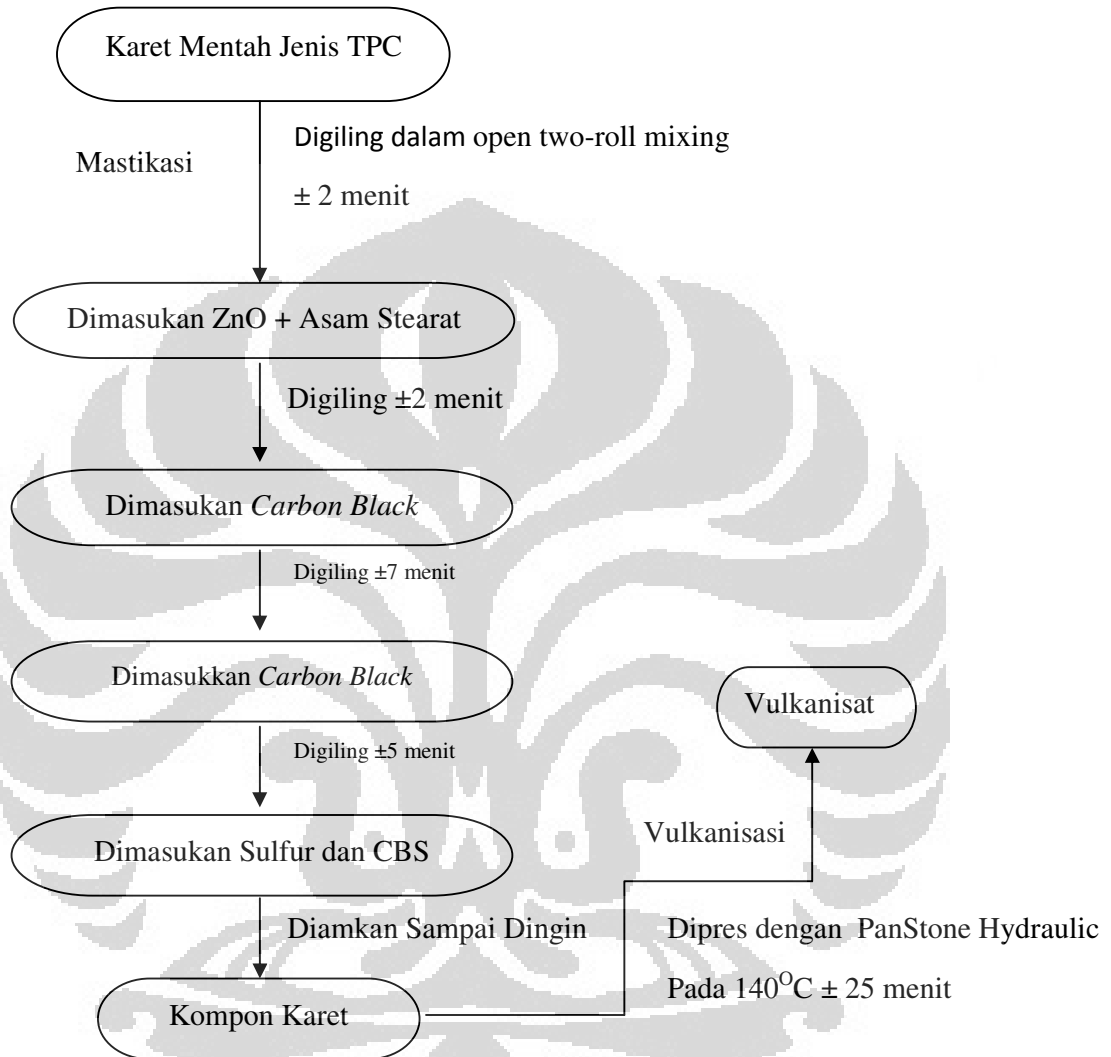 Karet Mentah Jenis TPC
Mastikasi
Digiling dalam open two-roll mixing
± 2 menit
Dimasukan ZnO + Asam Stearat
Digiling ±2 menit
Dimasukan Carbon Black
Digiling ±7 menit
Dimasukkan Carbon Black
Digiling ±5 menit
Dimasukan Sulfur dan CBS
Diamkan Sampai Dingin
Kompon Karet
Vulkanisasi
Dipres dengan PanStone Hydraulic
Pada 140⁰C ± 25 menit
Vulkanisat